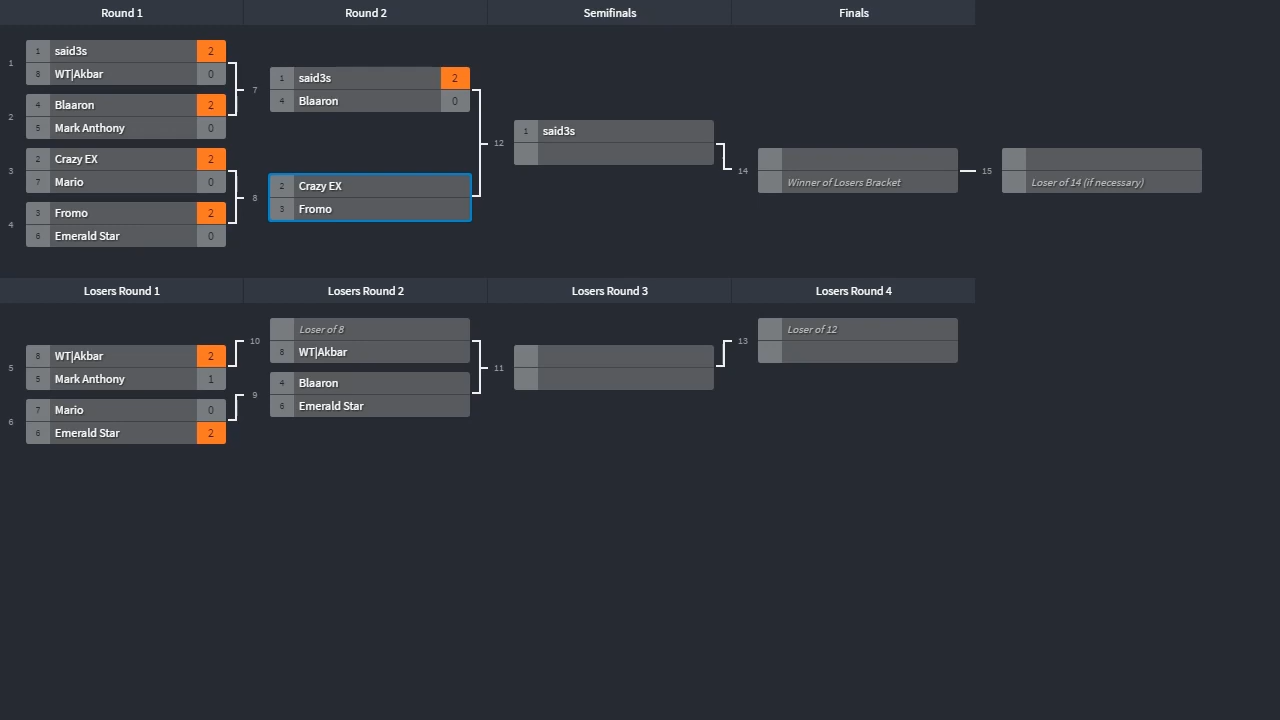 Round 1 Round 2 Semifinals Finals
1 said3s 2
1
8 WT|Akbar 0
4 Blaaron 2
2
5 Mark Anthony 0
2 Crazy EX 2
3
7 Mario 0
3 Fromo 2
4
6 Emerald Star 0
1 said3s 2
7
4 Blaaron 0
2 Crazy EX
8
3 Fromo
1 said3s
12
14
Winner of Losers Bracket
15
Loser of 14 (if necessary)
Losers Round 1 Losers Round 2 Losers Round 3 Losers Round 4
8 WT|Akbar 2
5
5 Mark Anthony 1
7 Mario 0
6
6 Emerald Star 2
Loser of 8
10
8 WT|Akbar
4 Blaaron
9
6 Emerald Star
11
Loser of 12
13